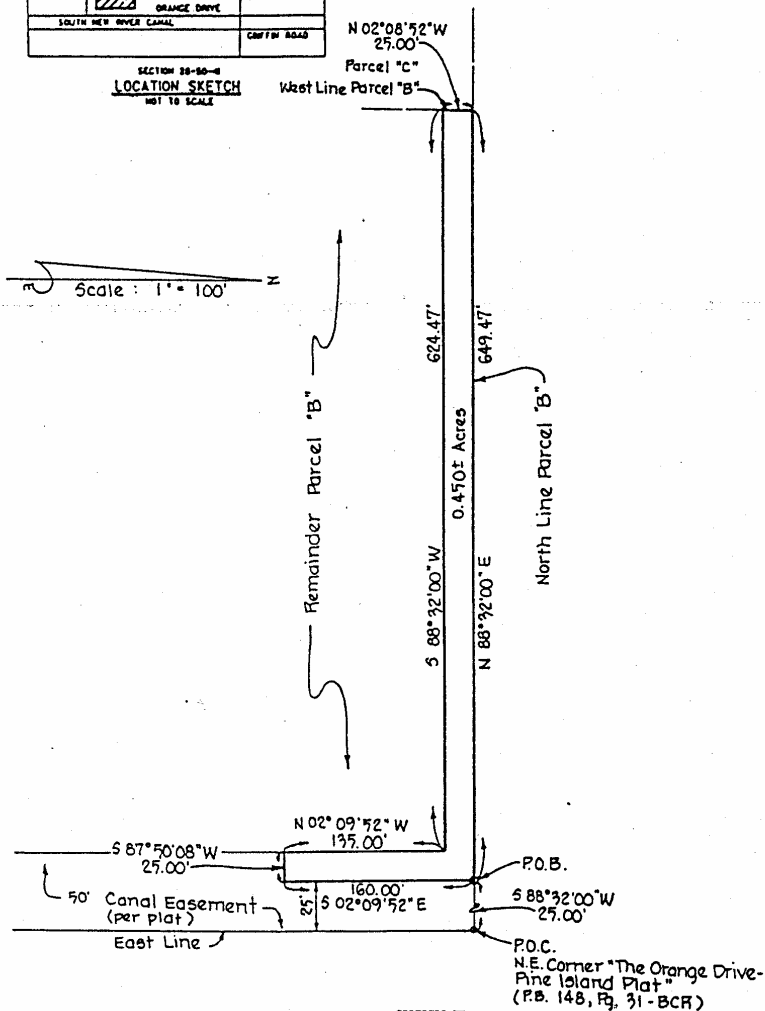 ORANGE DRIVE
SOUTH NEW RIVER CANAL
GRIFFIN ROAD
LOCATION SKETCH
NOT TO SCALE
N 02°08'52"W
25.00'
Parcel "C"
West Line Parcel "B"
Scale : 1" = 100'
N
624.47'
649.47'
Remainder Parcel "B"
0.450± Acres
North Line Parcel "B"
S 88°32'00" W
N 88°32'00" E
N 02°09'52" W
135.00'
S 87°50'08" W
25.00'
P.O.B.
160.00'
S 02°09'52" E
25'
S 88°32'00" W
25.00'
50' Canal Easement
(per plat)
East Line
P.O.C.
N.E. Corner "The Orange Drive-
Pine Island Plat"
(P.B. 148, Pg. 31 - BCR)